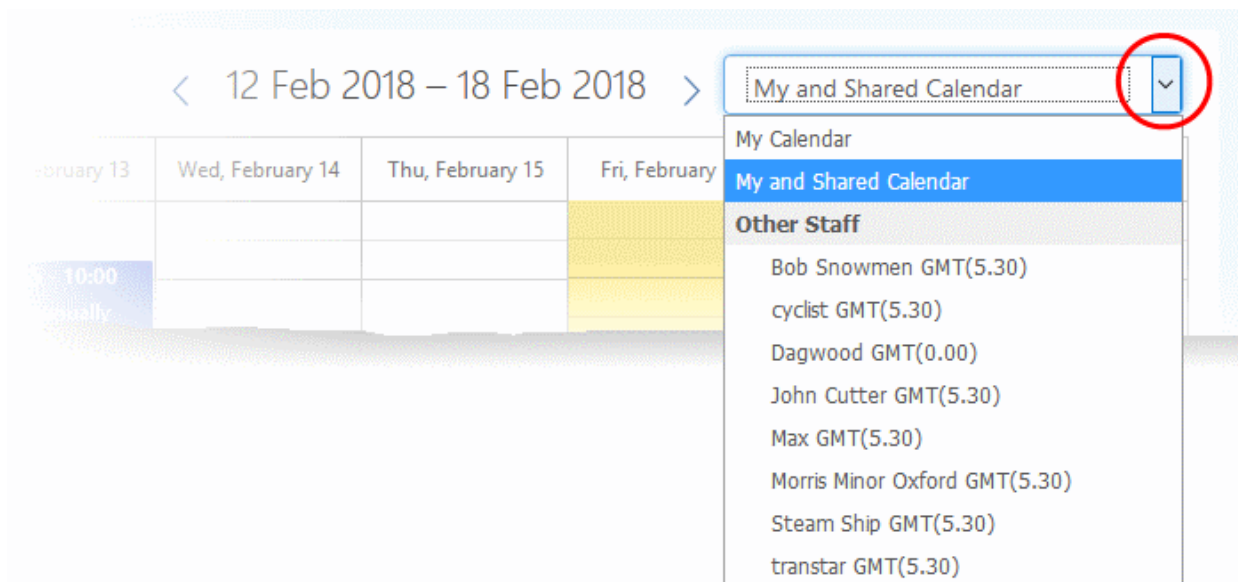 12 Feb 2018 – 18 Feb 2018
My and Shared Calendar
My Calendar
My and Shared Calendar
Other Staff
Bob Snowmen GMT(5.30)
cyclist GMT(5.30)
Dagwood GMT(0.00)
John Cutter GMT(5.30)
Max GMT(5.30)
Morris Minor Oxford GMT(5.30)
Steam Ship GMT(5.30)
transtar GMT(5.30)
13 Wed, February 14 Thu, February 15 Fri, February
10:00